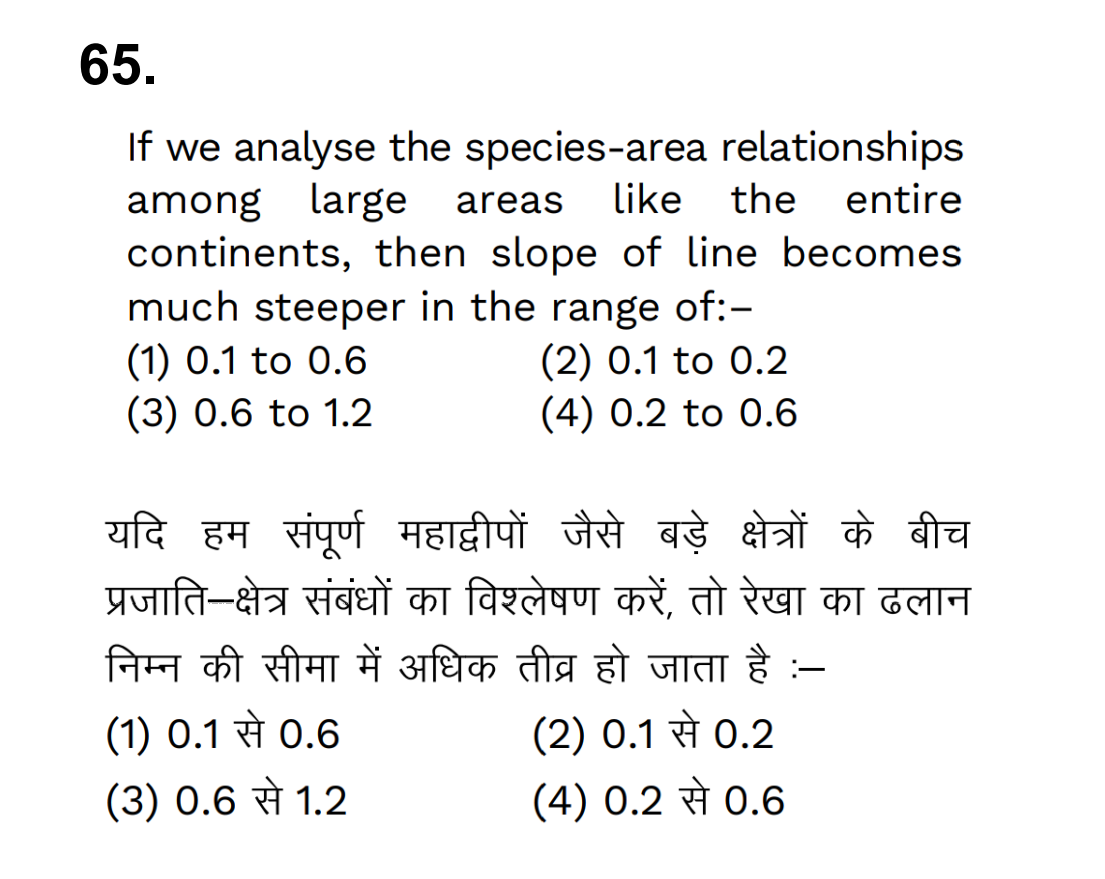 65.
If we analyse the species-area relationships
among large areas like the entire
continents, then slope of line becomes
much steeper in the range of:–
(1) 0.1 to 0.6 (2) 0.1 to 0.2
(3) 0.6 to 1.2 (4) 0.2 to 0.6
यदि हम संपूर्ण महाद्वीपों जैसे बड़े क्षेत्रों के बीच
प्रजाति–क्षेत्र संबंधों का विश्लेषण करें, तो रेखा का ढलान
निम्न की सीमा में अधिक तीव्र हो जाता है :–
(1) 0.1 से 0.6 (2) 0.1 से 0.2
(3) 0.6 से 1.2 (4) 0.2 से 0.6